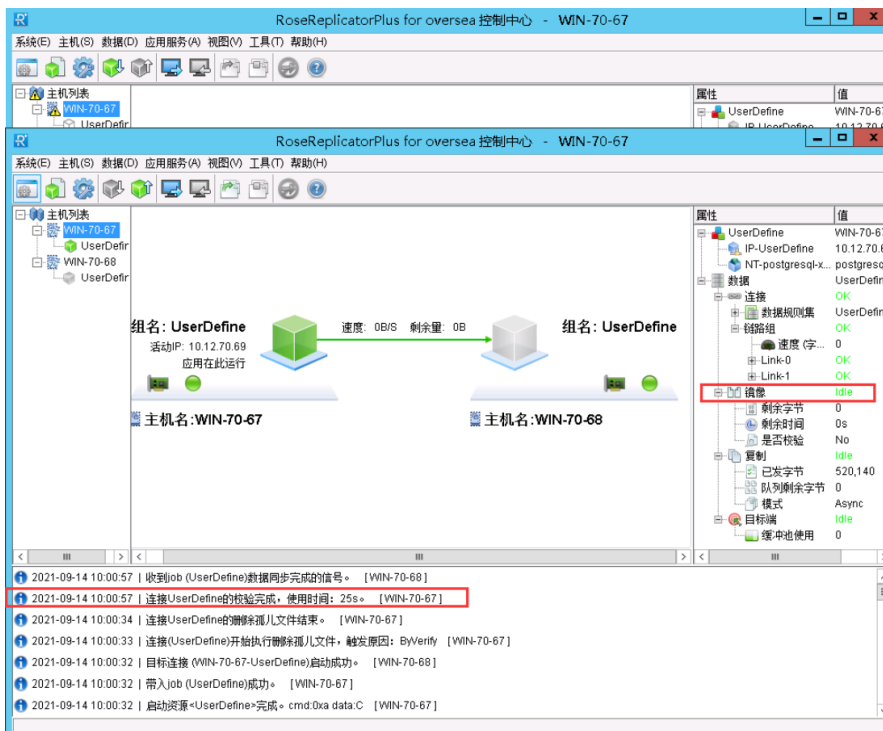 RoseReplicatorPlus for oversea 控制中心 - WIN-70-67
系统(E) 主机(S) 数据(D) 应用服务(A) 视图(V) 工具(T) 帮助(H)
主机列表
WIN-70-67
UserDefir
属性 值
UserDefine WIN-70-67
IP-UserDefine 10.12.70.6
RoseReplicatorPlus for oversea 控制中心 - WIN-70-67
系统(E) 主机(S) 数据(D) 应用服务(A) 视图(V) 工具(T) 帮助(H)
主机列表
WIN-70-67
UserDefir
WIN-70-68
UserDefir
组名: UserDefine
活动IP: 10.12.70.69
应用在此运行
主机名:WIN-70-67
速度: 0B/S 剩余量: 0B
组名: UserDefine
主机名:WIN-70-68
属性 值
UserDefine WIN-70-67
IP-UserDefine 10.12.70.6
NT-postgresql-x... postgresq
数据 UserDefin
连接 OK
数据规则集 UserDefin
链路组 OK
速度 (字... 0
Link-0 OK
Link-1 OK
镜像 Idle
剩余字节 0
剩余时间 0s
是否校验 No
复制 Idle
已发字节 520,140
队列剩余字节 0
模式 Async
目标端 Idle
缓冲池使用 0
2021-09-14 10:00:57 | 收到job (UserDefine)数据同步完成的信号。 [WIN-70-68]
2021-09-14 10:00:57 | 连接UserDefine的校验完成，使用时间：25s。 [WIN-70-67]
2021-09-14 10:00:34 | 连接UserDefine的删除孤儿文件结束。 [WIN-70-67]
2021-09-14 10:00:33 | 连接(UserDefine)开始执行删除孤儿文件，触发原因：ByVerify [WIN-70-67]
2021-09-14 10:00:32 | 目标连接 (WIN-70-67-UserDefine)启动成功。 [WIN-70-68]
2021-09-14 10:00:32 | 带入job (UserDefine)成功。 [WIN-70-67]
2021-09-14 10:00:32 | 启动资源<UserDefine>完成。cmd:0xa data:C [WIN-70-67]